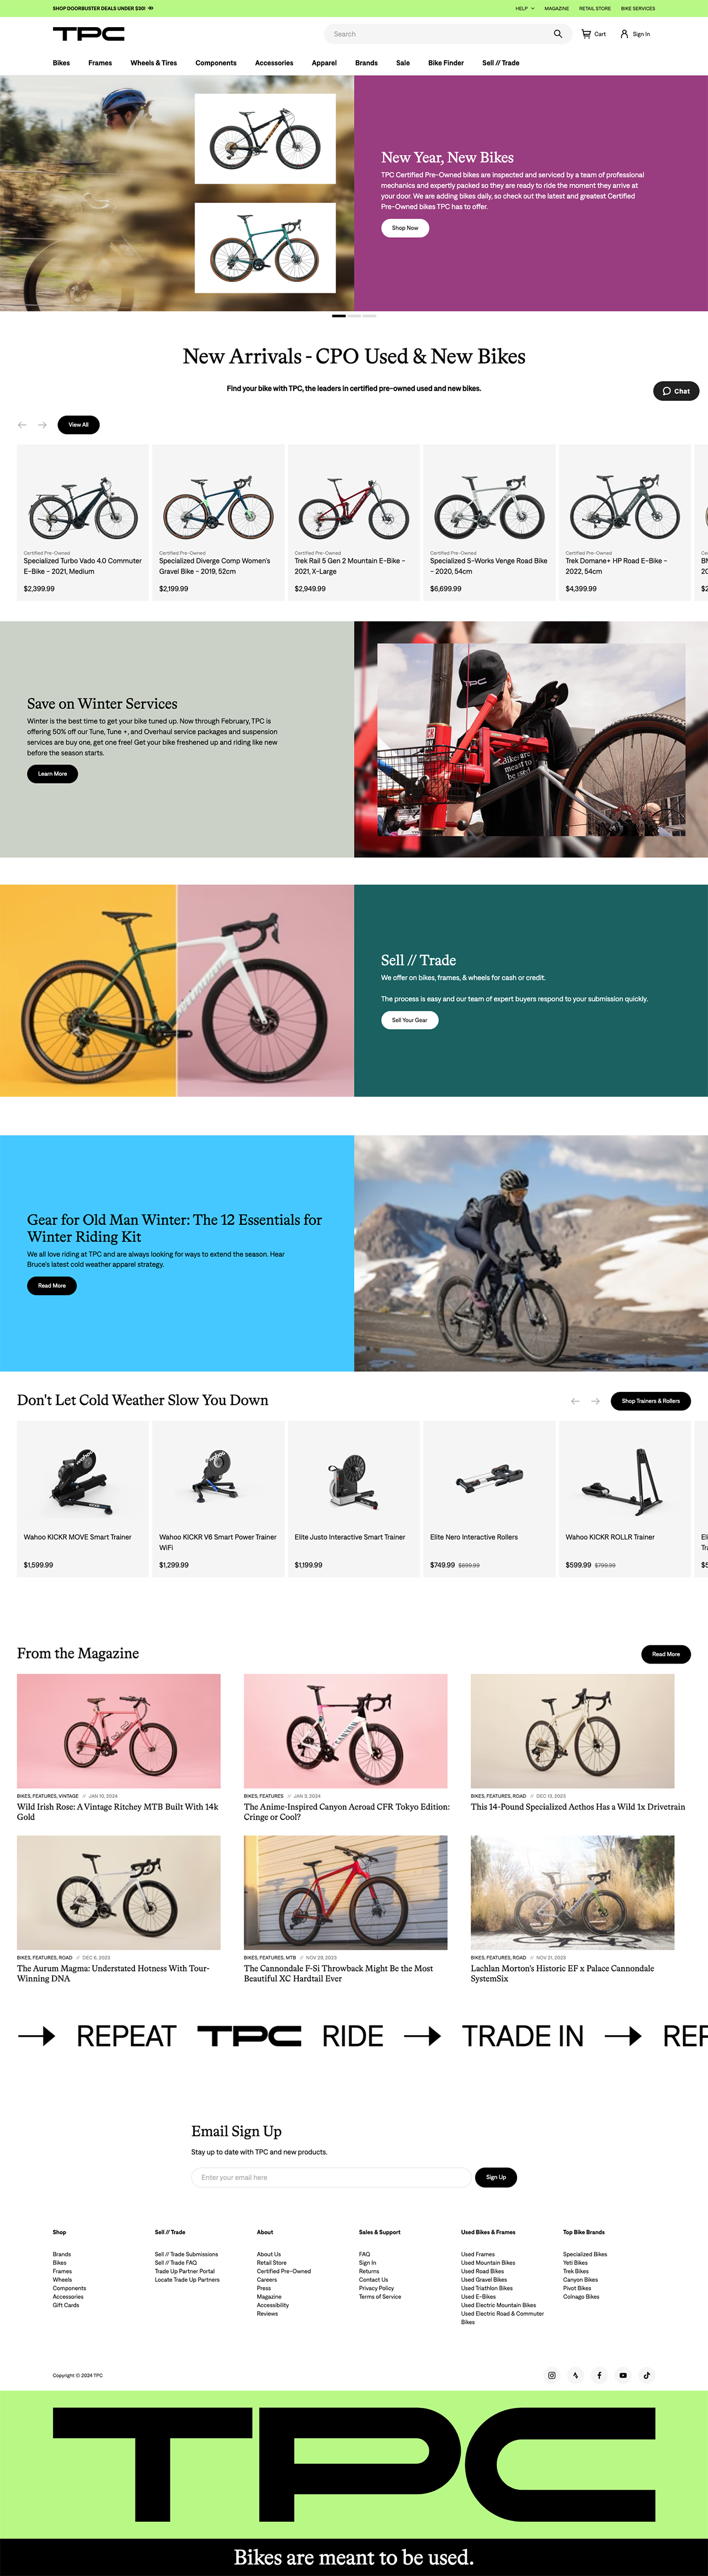 SHOP DOORBUSTER DEALS UNDER $30!
HELP
MAGAZINE
RETAIL STORE
BIKE SERVICES
TPC
Search
Cart
Sign In
Bikes
Frames
Wheels & Tires
Components
Accessories
Apparel
Brands
Sale
Bike Finder
Sell // Trade
New Year, New Bikes
TPC Certified Pre-Owned bikes are inspected and serviced by a team of professional
mechanics and expertly packed so they are ready to ride the moment they arrive at
your door. We are adding bikes daily, so check out the latest and greatest Certified
Pre-Owned bikes TPC has to offer.
Shop Now
New Arrivals - CPO Used & New Bikes
Find your bike with TPC, the leaders in certified pre-owned used and new bikes.
Chat
View All
Certified Pre-Owned
Specialized Turbo Vado 4.0 Commuter
E-Bike - 2021, Medium
$2,399.99
Certified Pre-Owned
Specialized Diverge Comp Women's
Gravel Bike - 2019, 52cm
$2,199.99
Certified Pre-Owned
Trek Rail 5 Gen 2 Mountain E-Bike -
2021, X-Large
$2,949.99
Certified Pre-Owned
Specialized S-Works Venge Road Bike
- 2020, 54cm
$6,699.99
Certified Pre-Owned
Trek Domane+ HP Road E-Bike -
2022, 54cm
$4,399.99
Save on Winter Services
Winter is the best time to get your bike tuned up. Now through February, TPC is
offering 50% off our Tune, Tune +, and Overhaul service packages and suspension
services are buy one, get one free! Get your bike freshened up and riding like new
before the season starts.
Learn More
TPC
Bikes are
meant to
be used.
Sell // Trade
We offer on bikes, frames, & wheels for cash or credit.
The process is easy and our team of expert buyers respond to your submission quickly.
Sell Your Gear
Gear for Old Man Winter: The 12 Essentials for
Winter Riding Kit
We all love riding at TPC and are always looking for ways to extend the season. Hear
Bruce's latest cold weather apparel strategy.
Read More
Don't Let Cold Weather Slow You Down
Shop Trainers & Rollers
Wahoo KICKR MOVE Smart Trainer
$1,599.99
Wahoo KICKR V6 Smart Power Trainer
WiFi
$1,299.99
Elite Justo Interactive Smart Trainer
$1,199.99
Elite Nero Interactive Rollers
$749.99 $899.99
Wahoo KICKR ROLLR Trainer
$599.99 $799.99
From the Magazine
Read More
BIKES, FEATURES, VINTAGE // JAN 10, 2024
Wild Irish Rose: A Vintage Ritchey MTB Built With 14k
Gold
BIKES, FEATURES // JAN 3, 2024
The Anime-Inspired Canyon Aeroad CFR Tokyo Edition:
Cringe or Cool?
BIKES, FEATURES, ROAD // DEC 13, 2023
This 14-Pound Specialized Aethos Has a Wild 1x Drivetrain
BIKES, FEATURES, ROAD // DEC 6, 2023
The Aurum Magma: Understated Hotness With Tour-
Winning DNA
BIKES, FEATURES, MTB // NOV 29, 2023
The Cannondale F-Si Throwback Might Be the Most
Beautiful XC Hardtail Ever
BIKES, FEATURES, ROAD // NOV 21, 2023
Lachlan Morton's Historic EF x Palace Cannondale
SystemSix
REPEAT TPC RIDE TRADE IN REP
Email Sign Up
Stay up to date with TPC and new products.
Enter your email here
Sign Up
Shop
Brands
Bikes
Frames
Wheels
Components
Accessories
Gift Cards
Sell // Trade
Sell // Trade Submissions
Sell // Trade FAQ
Trade Up Partner Portal
Locate Trade Up Partners
About
About Us
Retail Store
Certified Pre-Owned
Careers
Press
Magazine
Accessibility
Reviews
Sales & Support
FAQ
Sign In
Returns
Contact Us
Privacy Policy
Terms of Service
Used Bikes & Frames
Used Frames
Used Mountain Bikes
Used Road Bikes
Used Gravel Bikes
Used Triathlon Bikes
Used E-Bikes
Used Electric Mountain Bikes
Used Electric Road & Commuter
Bikes
Top Bike Brands
Specialized Bikes
Yeti Bikes
Trek Bikes
Canyon Bikes
Pivot Bikes
Colnago Bikes
Copyright © 2024 TPC
TPC
Bikes are meant to be used.